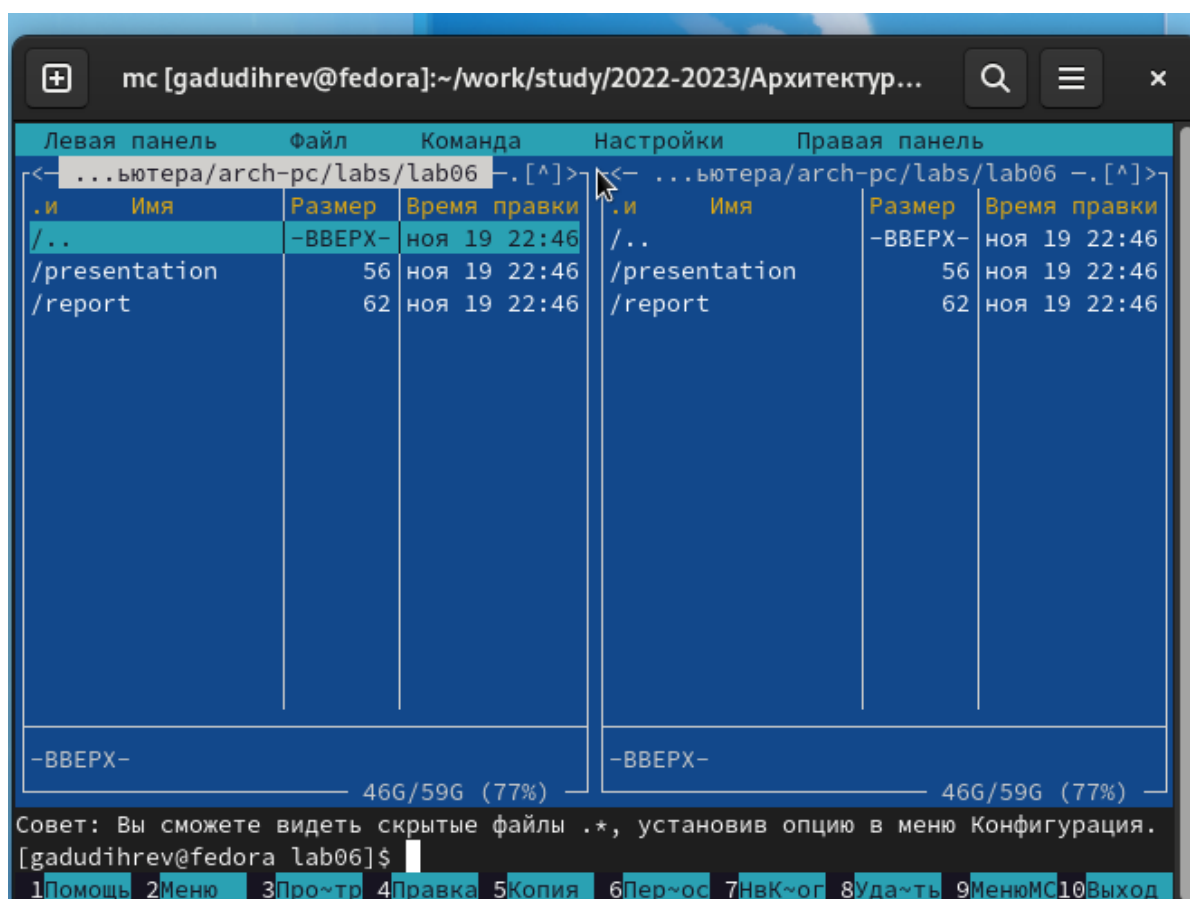 mc [gadudihrev@fedora]:~/work/study/2022-2023/Архитектур...
Левая панель Файл Команда Настройки Правая панель
<─ ...ьютера/arch-pc/labs/lab06 ─.[^]> <─ ...ьютера/arch-pc/labs/lab06 ─.[^]>
.и Имя Размер Время правки .и Имя Размер Время правки
/.. -ВВЕРХ- ноя 19 22:46 /.. -ВВЕРХ- ноя 19 22:46
/presentation 56 ноя 19 22:46 /presentation 56 ноя 19 22:46
/report 62 ноя 19 22:46 /report 62 ноя 19 22:46
-ВВЕРХ- -ВВЕРХ-
46G/59G (77%) 46G/59G (77%)
Совет: Вы сможете видеть скрытые файлы .*, установив опцию в меню Конфигурация.
[gadudihrev@fedora lab06]$
1Помощь 2Меню 3Про~тр 4Правка 5Копия 6Пер~ос 7НвК~ог 8Уда~ть 9МенюМС 10Выход